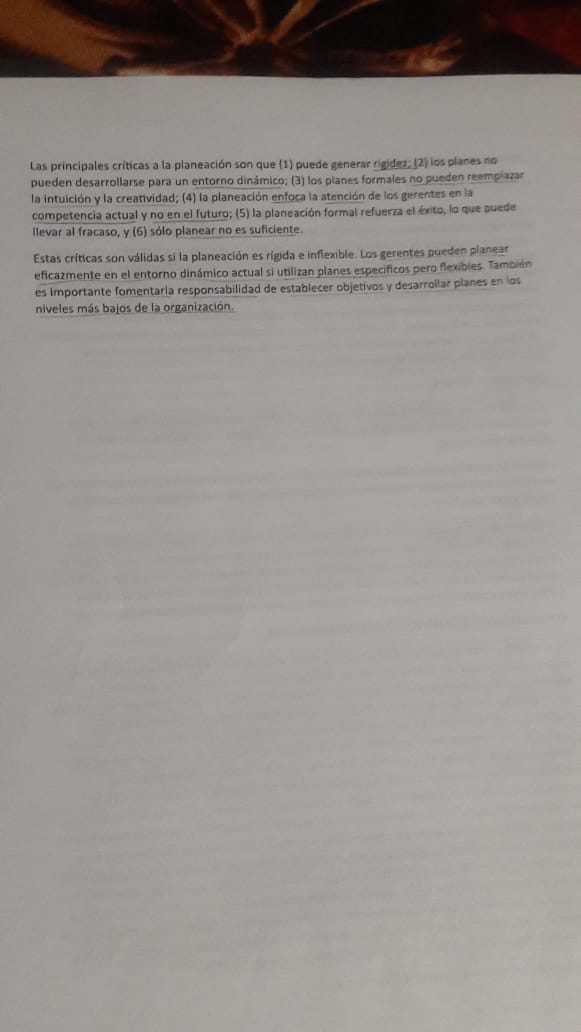 Las principales críticas a la planeación son que (1) puede generar rigidez; (2) los planes no
pueden desarrollarse para un entorno dinámico; (3) los planes formales no pueden reemplazar
la intuición y la creatividad; (4) la planeación enfoca la atención de los gerentes en la
competencia actual y no en el futuro; (5) la planeación formal refuerza el éxito, lo que puede
llevar al fracaso, y (6) sólo planear no es suficiente.
Estas críticas son válidas si la planeación es rígida e inflexible. Los gerentes pueden planear
eficazmente en el entorno dinámico actual si utilizan planes específicos pero flexibles. También
es importante fomentarla responsabilidad de establecer objetivos y desarrollar planes en los
niveles más bajos de la organización.